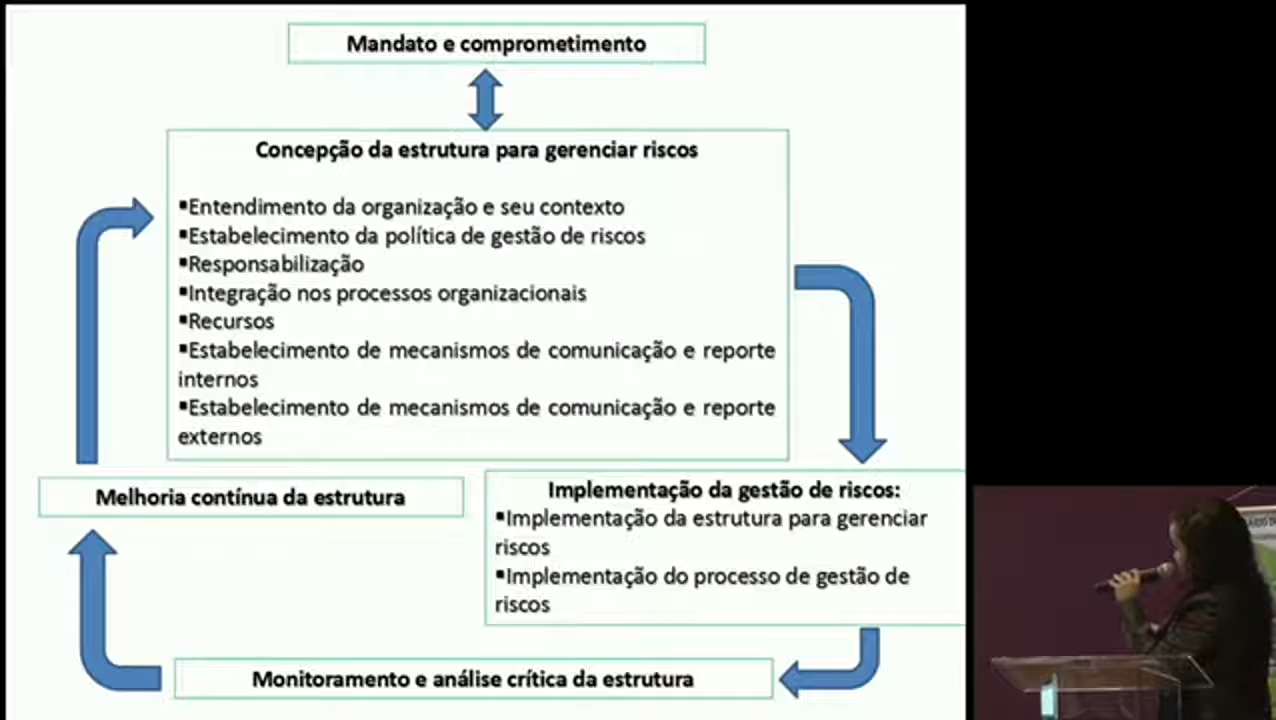 Mandato e comprometimento
Concepção da estrutura para gerenciar riscos
▪Entendimento da organização e seu contexto
▪Estabelecimento da política de gestão de riscos
▪Responsabilização
▪Integração nos processos organizacionais
▪Recursos
▪Estabelecimento de mecanismos de comunicação e reporte
internos
▪Estabelecimento de mecanismos de comunicação e reporte
externos
Melhoria contínua da estrutura
Implementação da gestão de riscos:
▪Implementação da estrutura para gerenciar
riscos
▪Implementação do processo de gestão de
riscos
Monitoramento e análise crítica da estrutura